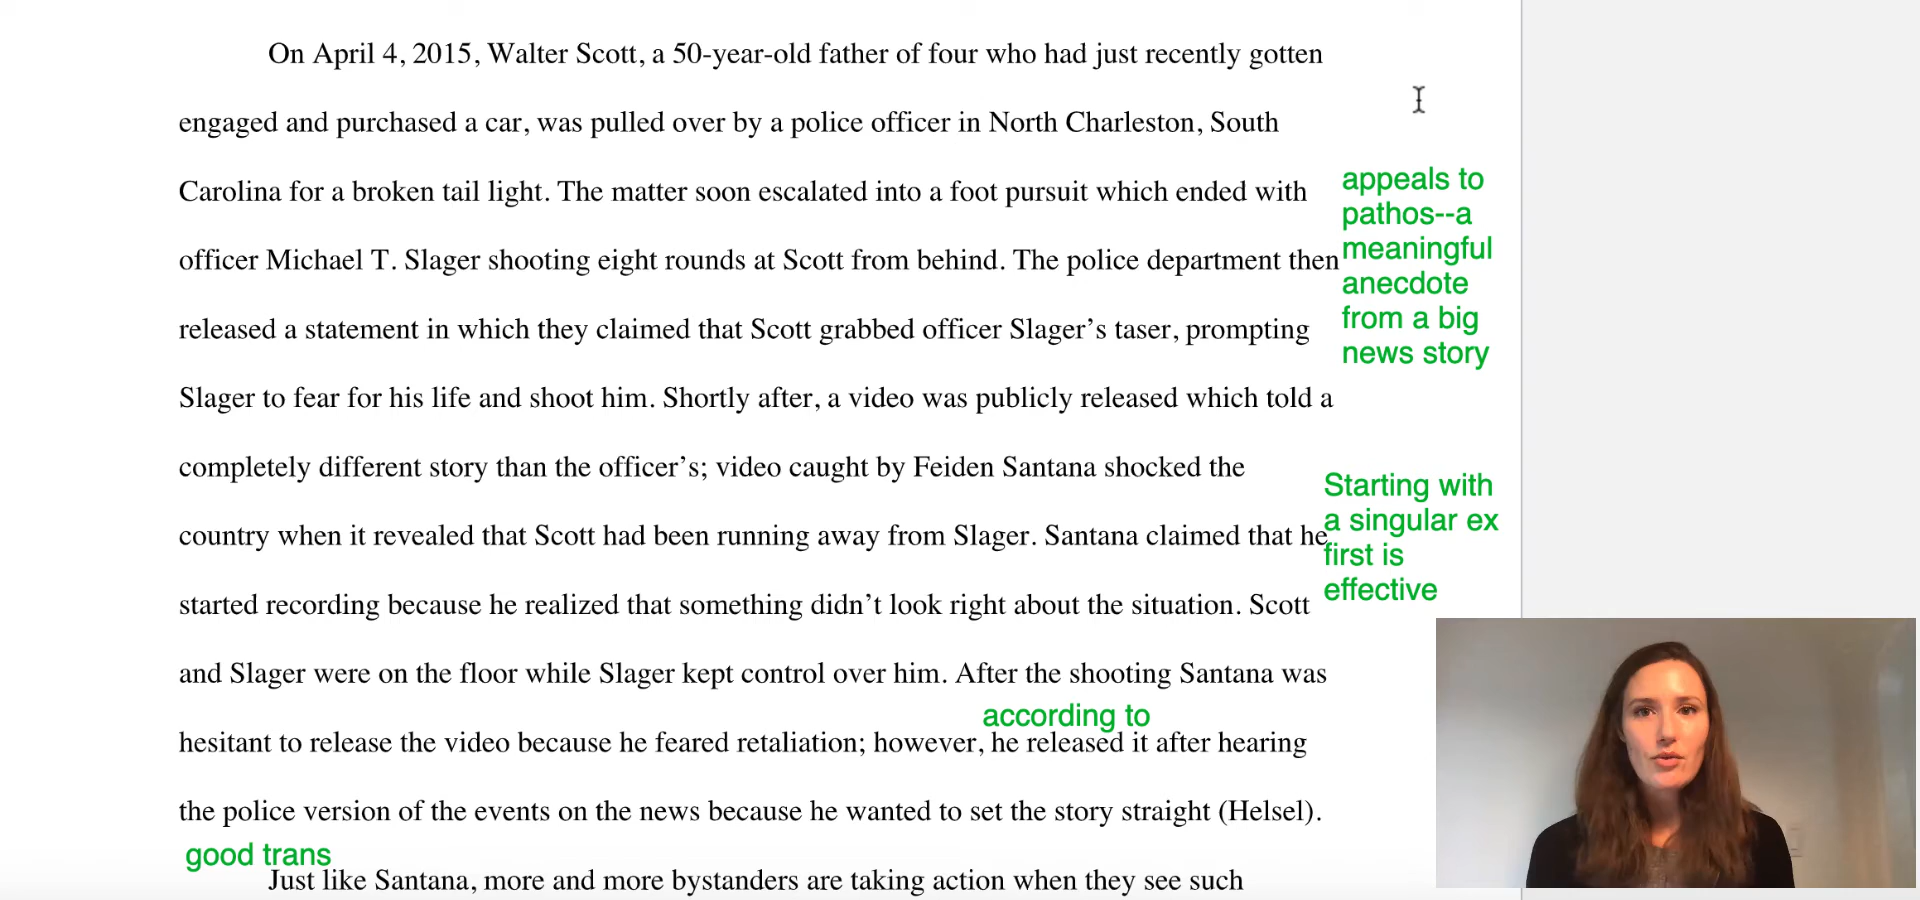 On April 4, 2015, Walter Scott, a 50-year-old father of four who had just recently gotten
engaged and purchased a car, was pulled over by a police officer in North Charleston, South
Carolina for a broken tail light. The matter soon escalated into a foot pursuit which ended with
officer Michael T. Slager shooting eight rounds at Scott from behind. The police department then
released a statement in which they claimed that Scott grabbed officer Slager’s taser, prompting
Slager to fear for his life and shoot him. Shortly after, a video was publicly released which told a
completely different story than the officer’s; video caught by Feiden Santana shocked the
country when it revealed that Scott had been running away from Slager. Santana claimed that he
started recording because he realized that something didn’t look right about the situation. Scott
and Slager were on the floor while Slager kept control over him. After the shooting Santana was
according to
hesitant to release the video because he feared retaliation; however, he released it after hearing
the police version of the events on the news because he wanted to set the story straight (Helsel).
good trans
Just like Santana, more and more bystanders are taking action when they see such
appeals to
pathos--a
meaningful
anecdote
from a big
news story
Starting with
a singular ex
first is
effective